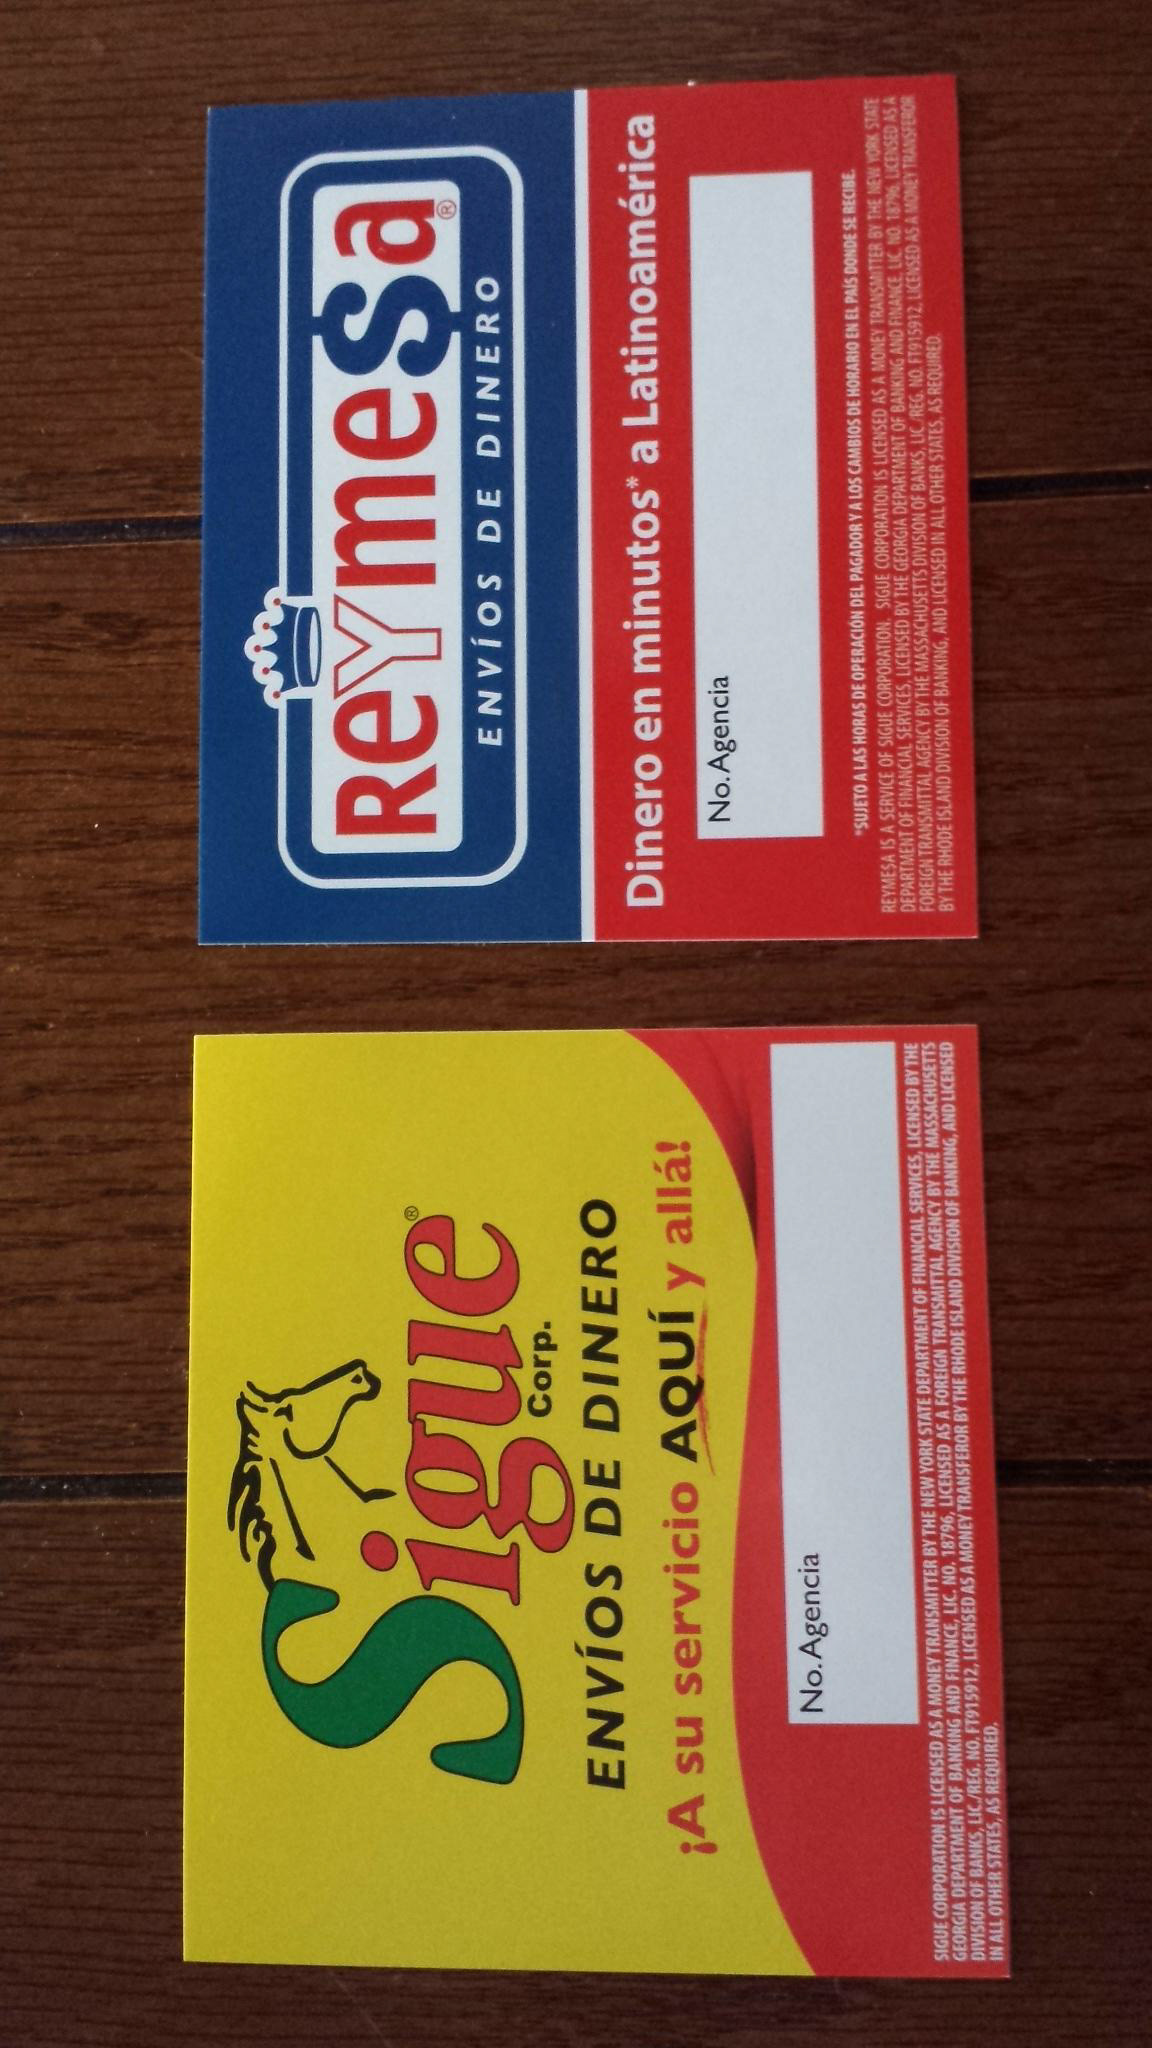 Sigue®
Corp.
ENVÍOS DE DINERO
¡A su servicio AQUÍ y allá!
No. Agencia
SIGUE CORPORATION IS LICENSED AS A MONEY TRANSMITTER BY THE NEW YORK STATE DEPARTMENT OF FINANCIAL SERVICES, LICENSED BY THE
GEORGIA DEPARTMENT OF BANKING AND FINANCE, LIC. NO. 18796, LICENSED AS A FOREIGN TRANSMITTAL AGENCY BY THE MASSACHUSETTS
DIVISION OF BANKS, LIC./REG. NO. FT915912, LICENSED AS A MONEY TRANSFEROR BY THE RHODE ISLAND DIVISION OF BANKING, AND LICENSED
IN ALL OTHER STATES, AS REQUIRED.
ReYmeSa®
ENVÍOS DE DINERO
Dinero en minutos* a Latinoamérica
No. Agencia
*SUJETO A LAS HORAS DE OPERACIÓN DEL PAGADOR Y A LOS CAMBIOS DE HORARIO EN EL PAÍS DONDE SE RECIBE.
REYMESA IS A SERVICE OF SIGUE CORPORATION. SIGUE CORPORATION IS LICENSED AS A MONEY TRANSMITTER BY THE NEW YORK STATE
DEPARTMENT OF FINANCIAL SERVICES, LICENSED BY THE GEORGIA DEPARTMENT OF BANKING AND FINANCE, LIC. NO. 18796, LICENSED AS A
FOREIGN TRANSMITTAL AGENCY BY THE MASSACHUSETTS DIVISION OF BANKS, LIC./REG. NO. FT915912, LICENSED AS A MONEY TRANSFEROR
BY THE RHODE ISLAND DIVISION OF BANKING, AND LICENSED IN ALL OTHER STATES, AS REQUIRED.